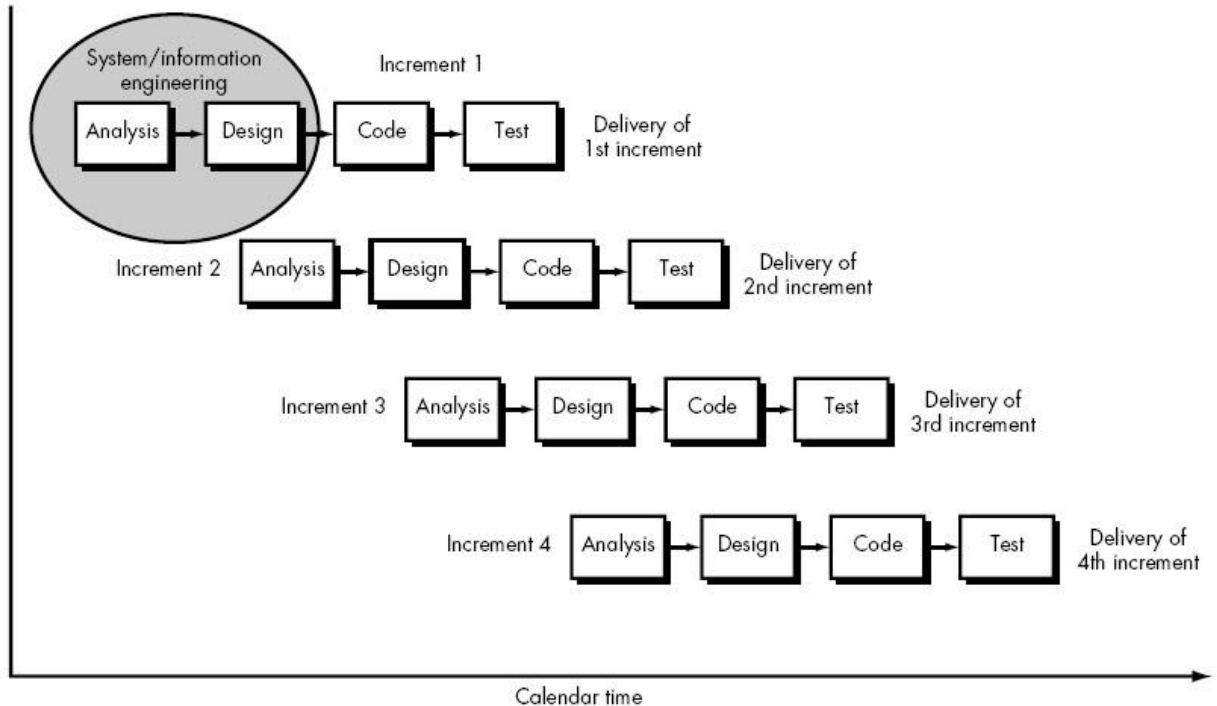 System/information
engineering
Increment 1
Analysis
Design
Code
Test
Delivery of
1st increment
Increment 2
Analysis
Design
Code
Test
Delivery of
2nd increment
Increment 3
Analysis
Design
Code
Test
Delivery of
3rd increment
Increment 4
Analysis
Design
Code
Test
Delivery of
4th increment
Calendar time